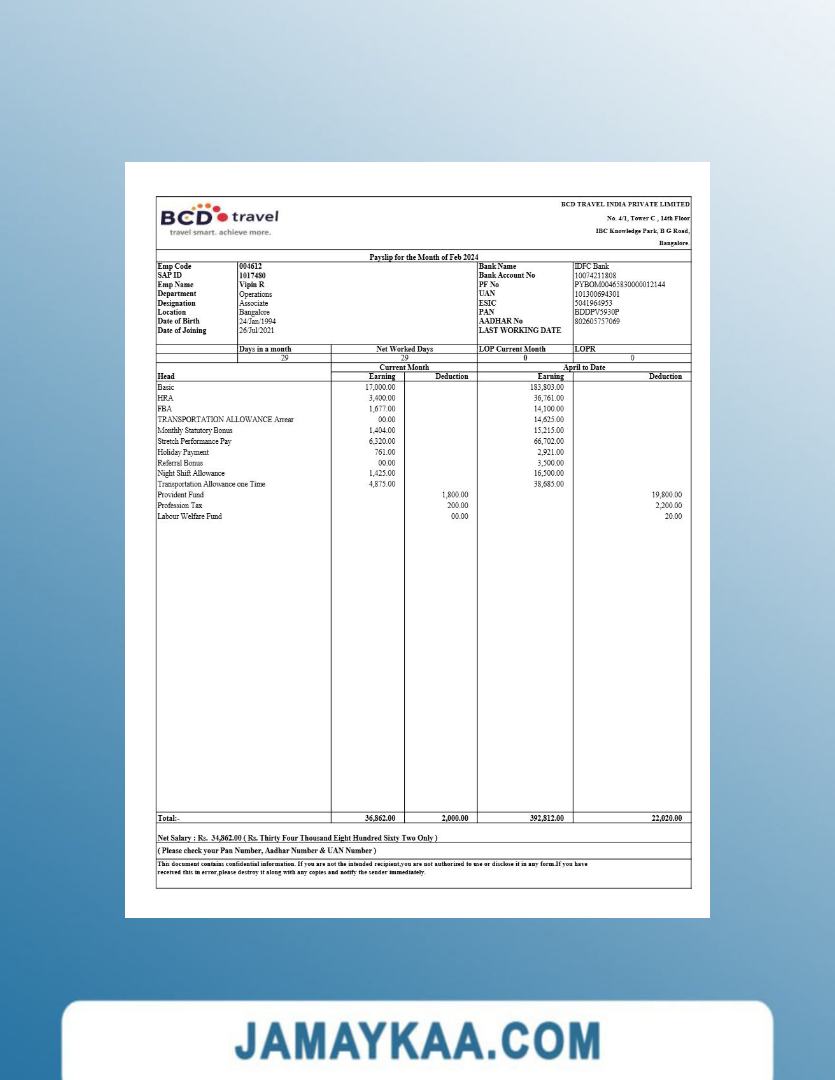 BCD travel
travel smart. achieve more.
BCD TRAVEL INDIA PRIVATE LIMITED
No. 4/1, Tower C , 14th Floor
IBC Knowledge Park, B G Road,
Bangalore.
Payslip for the Month of Feb 2024
Emp Code 004612 Bank Name IDFC Bank
SAP ID 1017480 Bank Account No 10074211808
Emp Name Vipin R PF No PYBOM00465830000012144
Department Operations UAN 101300694301
Designation Associate ESIC 5041964953
Location Bangalore PAN BDDPV5930P
Date of Birth 24/Jan/1994 AADHAR No 802605757069
Date of Joining 26/Jul/2021 LAST WORKING DATE
Days in a month Net Worked Days LOP Current Month LOPR
29 29 0 0
Current Month April to Date
Head Earning Deduction Earning Deduction
Basic 17,000.00 183,803.00
HRA 3,400.00 36,761.00
FBA 1,677.00 14,100.00
TRANSPORTATION ALLOWANCE Arrear 00.00 14,625.00
Monthly Statutory Bonus 1,404.00 15,215.00
Stretch Performance Pay 6,320.00 66,702.00
Holiday Payment 761.00 2,921.00
Referral Bonus 00.00 3,500.00
Night Shift Allowance 1,425.00 16,500.00
Transportation Allowance one Time 4,875.00 38,685.00
Provident Fund 1,800.00 19,800.00
Profession Tax 200.00 2,200.00
Labour Welfare Fund 00.00 20.00
Total:- 36,862.00 2,000.00 392,812.00 22,020.00
Net Salary : Rs. 34,862.00 ( Rs. Thirty Four Thousand Eight Hundred Sixty Two Only )
( Please check your Pan Number, Aadhar Number & UAN Number )
This document contains confidential information. If you are not the intended recipient,you are not authorized to use or disclose it in any form.If you have
received this in error,please destroy it along with any copies and notify the sender immediately.
JAMAYKAA.COM